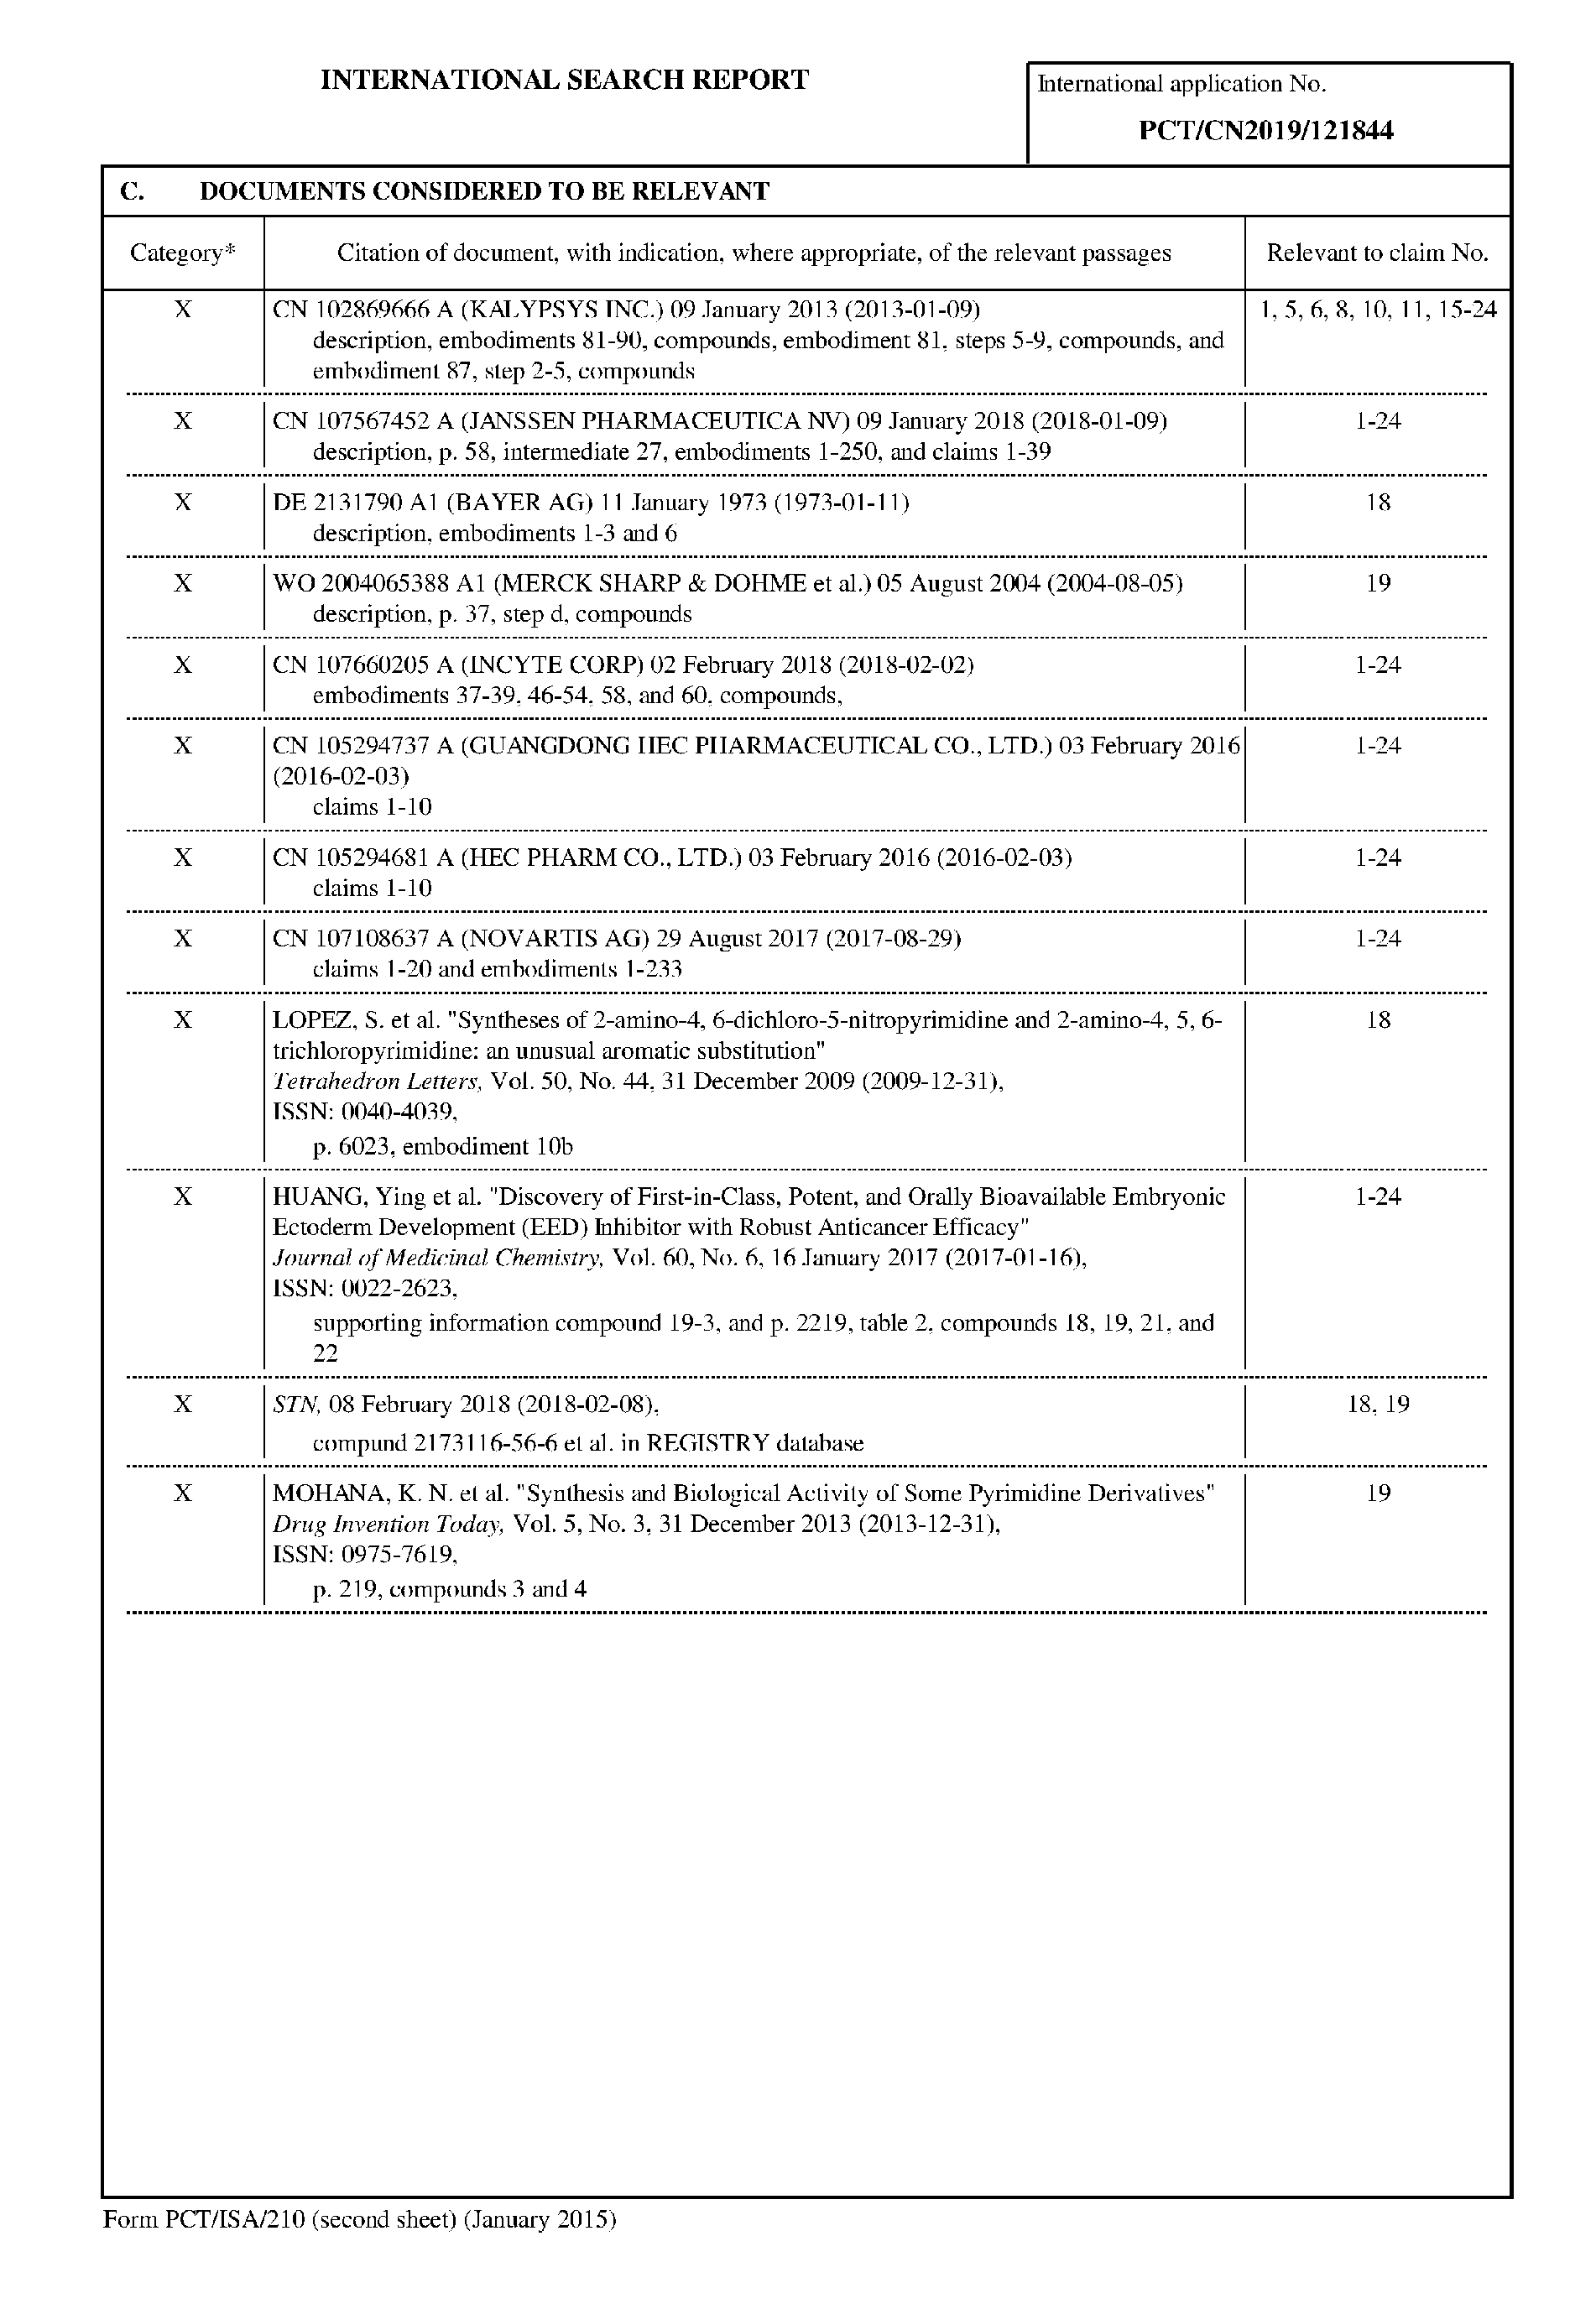 INTERNATIONAL SEARCH REPORT
International application No.
PCT/CN2019/121844
C. DOCUMENTS CONSIDERED TO BE RELEVANT
Category* Citation of document, with indication, where appropriate, of the relevant passages Relevant to claim No.
X CN 102869666 A (KALYPSYS INC.) 09 January 2013 (2013-01-09) 1, 5, 6, 8, 10, 11, 15-24
description, embodiments 81-90, compounds, embodiment 81, steps 5-9, compounds, and
embodiment 87, step 2-5, compounds
X CN 107567452 A (JANSSEN PHARMACEUTICA NV) 09 January 2018 (2018-01-09) 1-24
description, p. 58, intermediate 27, embodiments 1-250, and claims 1-39
X DE 2131790 A1 (BAYER AG) 11 January 1973 (1973-01-11) 18
description, embodiments 1-3 and 6
X WO 2004065388 A1 (MERCK SHARP & DOHME et al.) 05 August 2004 (2004-08-05) 19
description, p. 37, step d, compounds
X CN 107660205 A (INCYTE CORP) 02 February 2018 (2018-02-02) 1-24
embodiments 37-39, 46-54, 58, and 60, compounds,
X CN 105294737 A (GUANGDONG HEC PHARMACEUTICAL CO., LTD.) 03 February 2016 1-24
(2016-02-03)
claims 1-10
X CN 105294681 A (HEC PHARM CO., LTD.) 03 February 2016 (2016-02-03) 1-24
claims 1-10
X CN 107108637 A (NOVARTIS AG) 29 August 2017 (2017-08-29) 1-24
claims 1-20 and embodiments 1-233
X LOPEZ, S. et al. "Syntheses of 2-amino-4, 6-dichloro-5-nitropyrimidine and 2-amino-4, 5, 6- 18
trichloropyrimidine: an unusual aromatic substitution"
Tetrahedron Letters, Vol. 50, No. 44, 31 December 2009 (2009-12-31),
ISSN: 0040-4039,
p. 6023, embodiment 10b
X HUANG, Ying et al. "Discovery of First-in-Class, Potent, and Orally Bioavailable Embryonic 1-24
Ectoderm Development (EED) Inhibitor with Robust Anticancer Efficacy"
Journal of Medicinal Chemistry, Vol. 60, No. 6, 16 January 2017 (2017-01-16),
ISSN: 0022-2623,
supporting information compound 19-3, and p. 2219, table 2, compounds 18, 19, 21, and
22
X STN, 08 February 2018 (2018-02-08), 18, 19
compund 2173116-56-6 et al. in REGISTRY database
X MOHANA, K. N. et al. "Synthesis and Biological Activity of Some Pyrimidine Derivatives" 19
Drug Invention Today, Vol. 5, No. 3, 31 December 2013 (2013-12-31),
ISSN: 0975-7619,
p. 219, compounds 3 and 4
Form PCT/ISA/210 (second sheet) (January 2015)